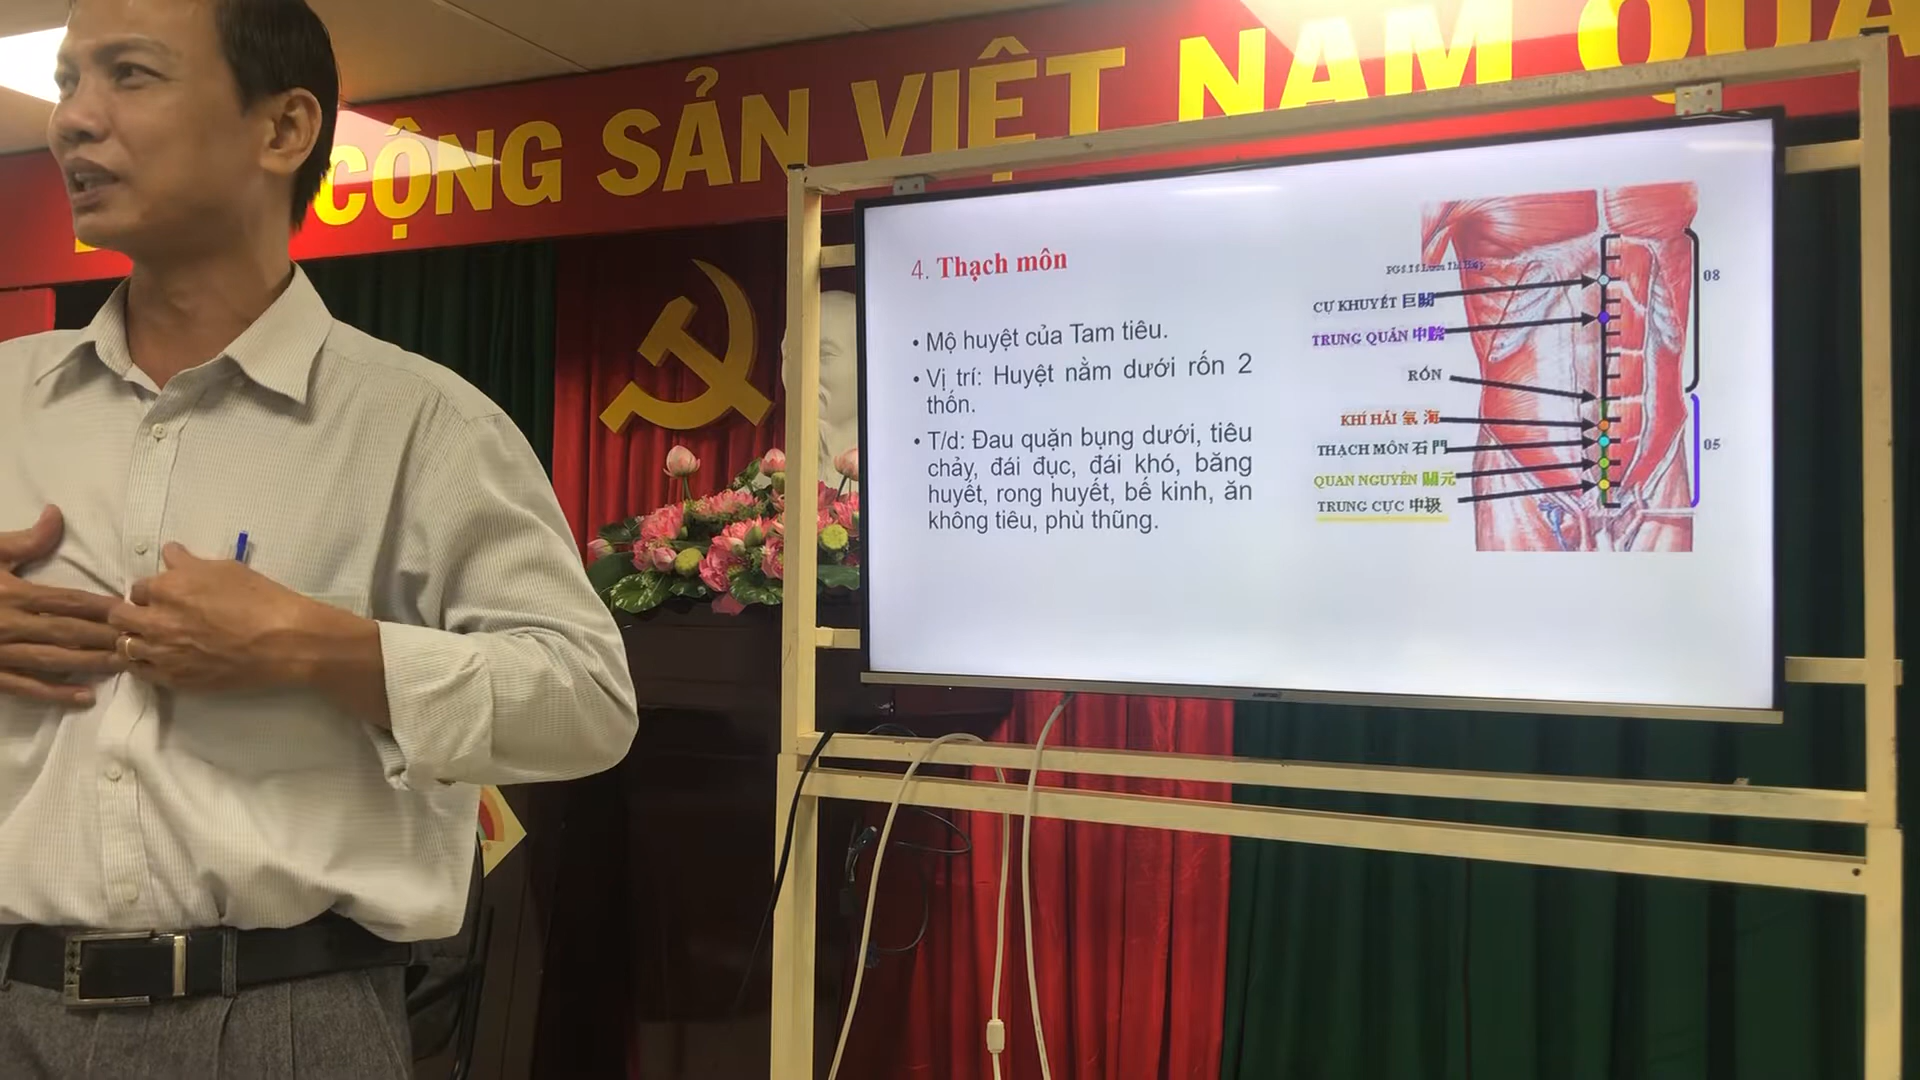 CỘNG SẢN VIỆT NAM QUA
4. Thạch môn
• Mộ huyệt của Tam tiêu.
• Vị trí: Huyệt nằm dưới rốn 2
thốn.
• T/d: Đau quặn bụng dưới, tiêu
chảy, đái đục, đái khó, băng
huyết, rong huyết, bế kinh, ăn
không tiêu, phù thũng.
08
CỰ KHUYẾT 巨關
TRUNG QUẢN 中
RỐN
KHÍ HẢI 氣 海
THẠCH MÔN 石 門
05
QUAN NGUYÊN 關元
TRUNG CỰC 中